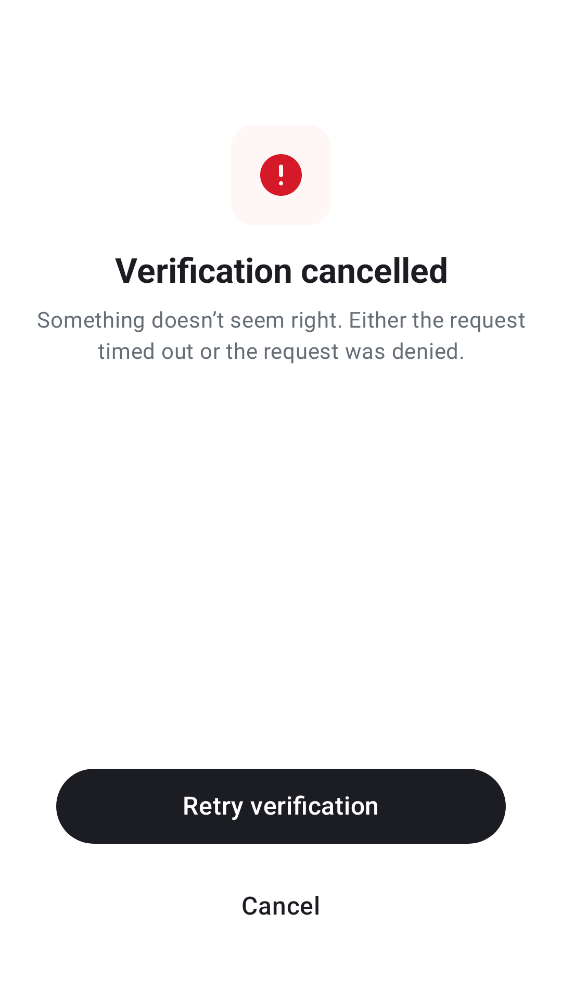 Verification cancelled
Something doesn’t seem right. Either the request
timed out or the request was denied.
Retry verification
Cancel